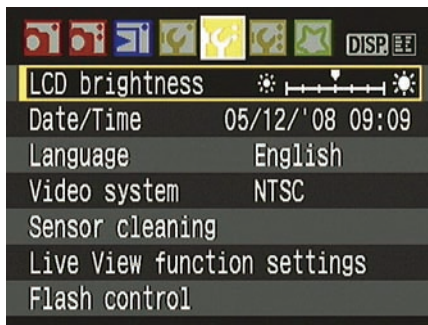 DISP.
LCD brightness
Date/Time 05/12/'08 09:09
Language English
Video system NTSC
Sensor cleaning
Live View function settings
Flash control